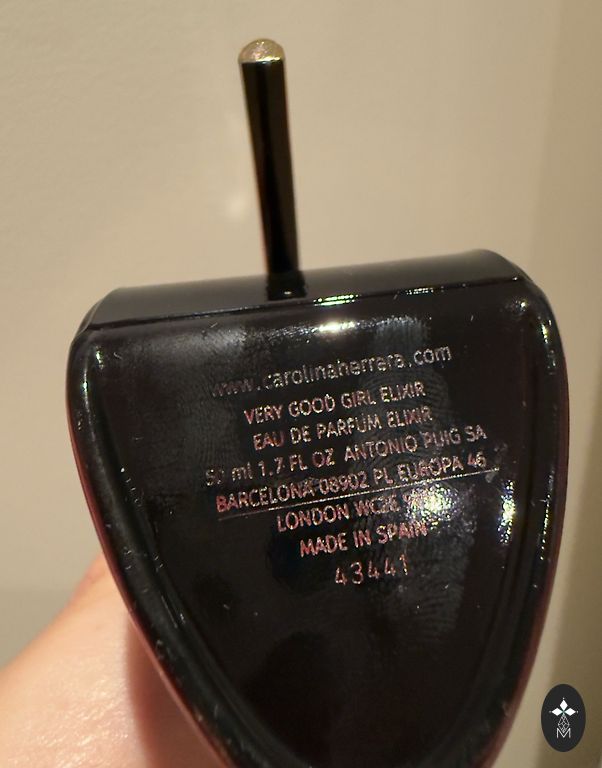 www.carolinaherrera.com
VERY GOOD GIRL ELIXIR
EAU DE PARFUM ELIXIR
ml 1.7 FL OZ ANTONIO PUIG SA
BARCELONA-08902 PL EUROPA 46
LONDON
MADE IN SPAIN
43441
M